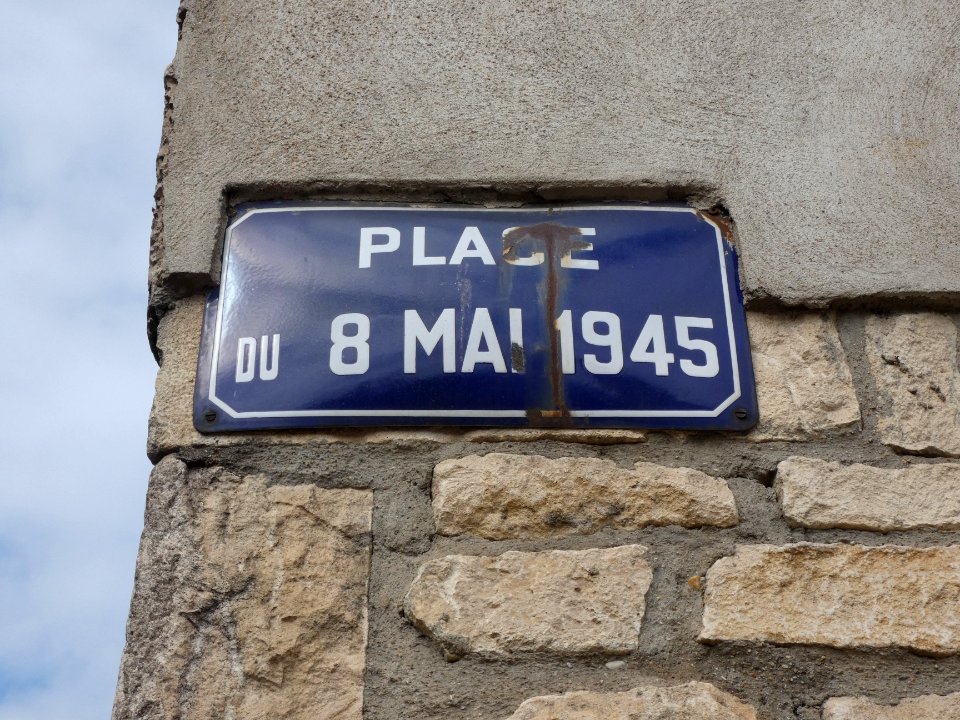 PLACE
DU 8 MAI 1945